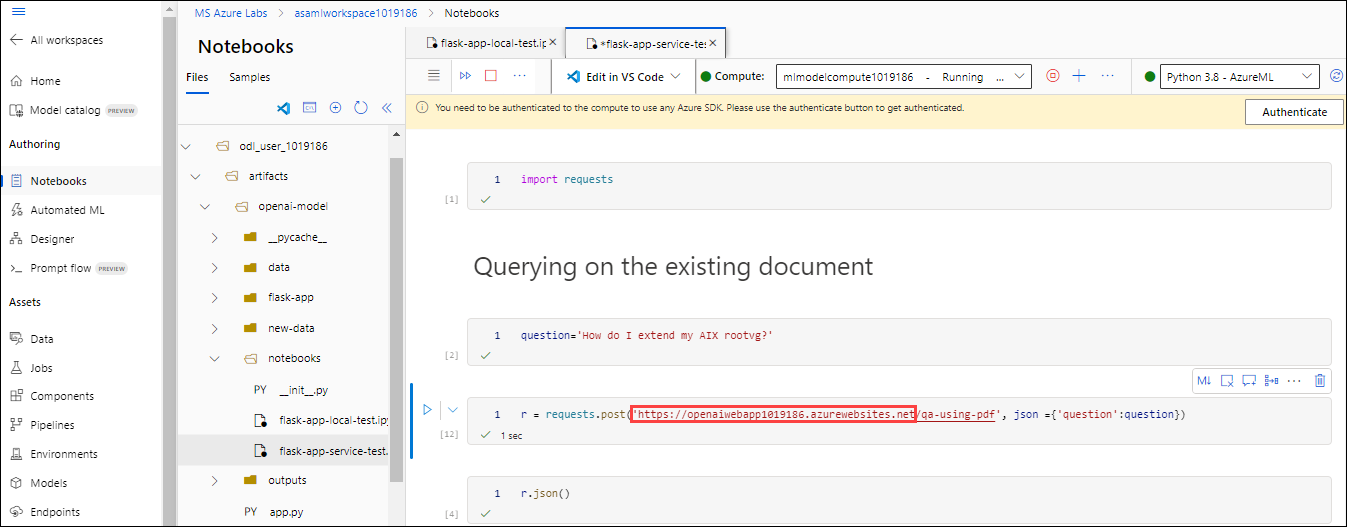 MS Azure Labs > asamlworkspace1019186 > Notebooks
All workspaces
Home
Model catalog PREVIEW
Authoring
Notebooks
Automated ML
Designer
Prompt flow PREVIEW
Assets
Data
Jobs
Components
Pipelines
Environments
Models
Endpoints
Notebooks
Files Samples
odl_user_1019186
artifacts
openai-model
__pycache__
data
flask-app
new-data
notebooks
PY __init__.py
flask-app-local-test.ipy
flask-app-service-test.
outputs
PY app.py
flask-app-local-test.ip *flask-app-service-tes
Edit in VS Code Compute: mlmodelcompute1019186 - Running ... Python 3.8 - AzureML
You need to be authenticated to the compute to use any Azure SDK. Please use the authenticate button to get authenticated. Authenticate
1 import requests
[1]
Querying on the existing document
1 question='How do I extend my AIX rootvg?'
[2]
M↓
1 r = requests.post('https://openaiwebapp1019186.azurewebsites.net/qa-using-pdf', json ={'question':question})
[12] 1 sec
1 r.json()
[4]